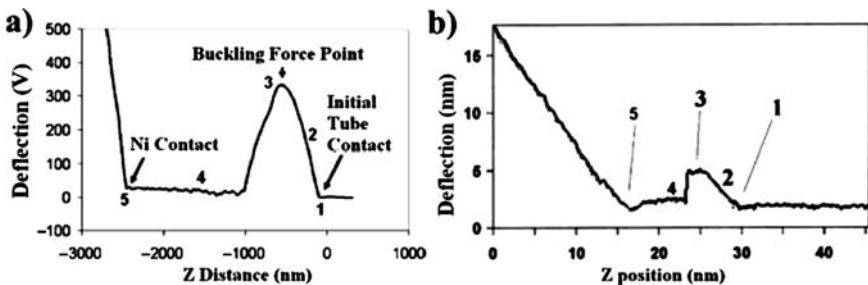 a)
500
400
300
200
100
0
−100
Deflection (V)
Buckling Force Point
3
Initial
Tube
Contact
2
Ni Contact
4
5
1
−3000 −2000 −1000 0 1000
Z Distance (nm)
b)
15
10
5
0
Deflection (nm)
5
3
1
4
2
0 10 20 30 40
Z position (nm)